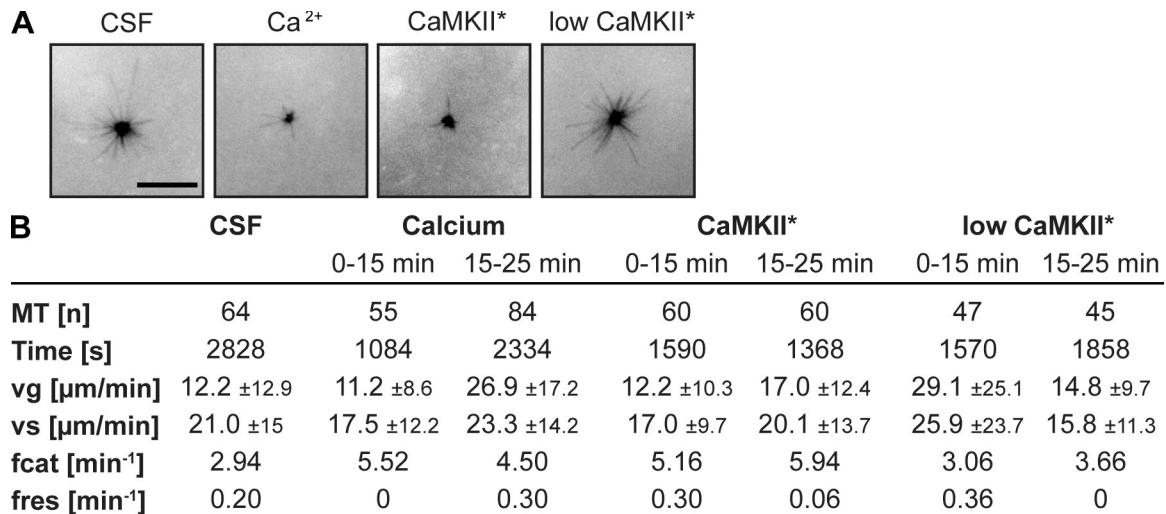 A CSF Ca²⁺ CaMKII* low CaMKII*
B CSF Calcium CaMKII* low CaMKII*
0-15 min 15-25 min 0-15 min 15-25 min 0-15 min 15-25 min
MT [n] 64 55 84 60 60 47 45
Time [s] 2828 1084 2334 1590 1368 1570 1858
vg [µm/min] 12.2 ±12.9 11.2 ±8.6 26.9 ±17.2 12.2 ±10.3 17.0 ±12.4 29.1 ±25.1 14.8 ±9.7
vs [µm/min] 21.0 ±15 17.5 ±12.2 23.3 ±14.2 17.0 ±9.7 20.1 ±13.7 25.9 ±23.7 15.8 ±11.3
fcat [min⁻¹] 2.94 5.52 4.50 5.16 5.94 3.06 3.66
fres [min⁻¹] 0.20 0 0.30 0.30 0.06 0.36 0